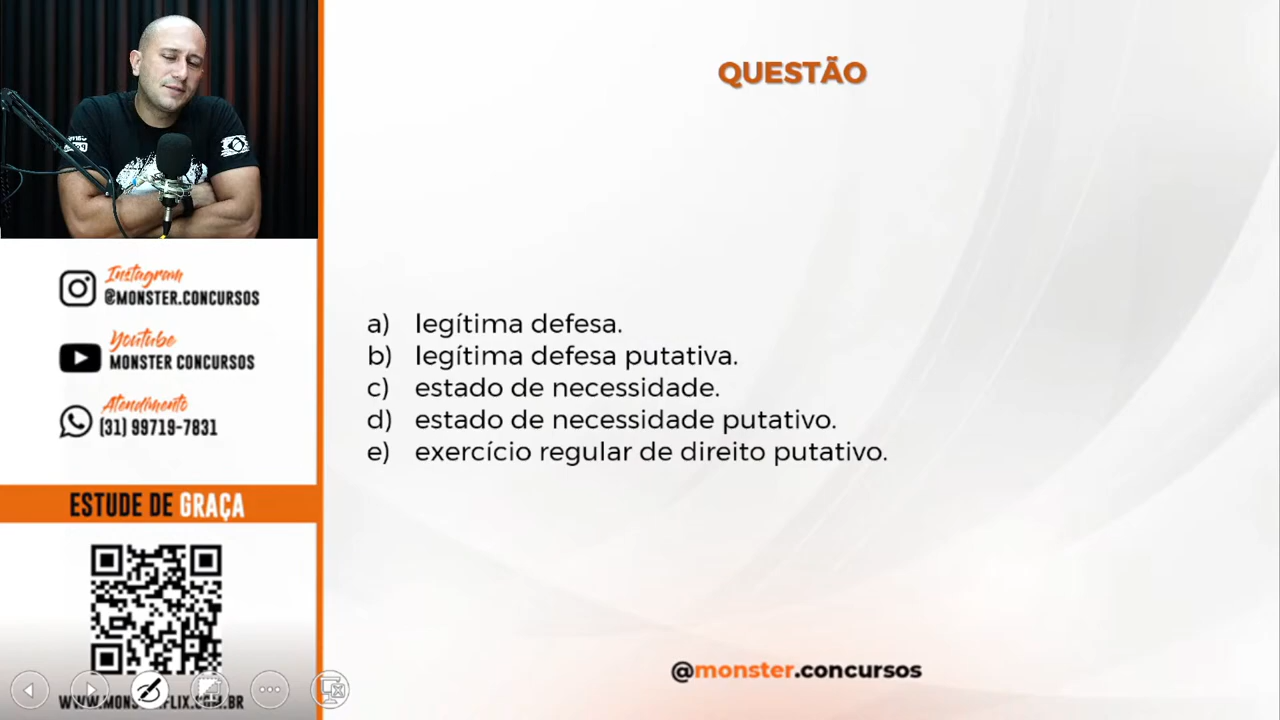 QUESTÃO
a) legítima defesa.
b) legítima defesa putativa.
c) estado de necessidade.
d) estado de necessidade putativo.
e) exercício regular de direito putativo.
@monster.concursos
Instagram
@MONSTER.CONCURSOS
Youtube
MONSTER CONCURSOS
Atendimento
(31) 99719-7831
ESTUDE DE GRAÇA